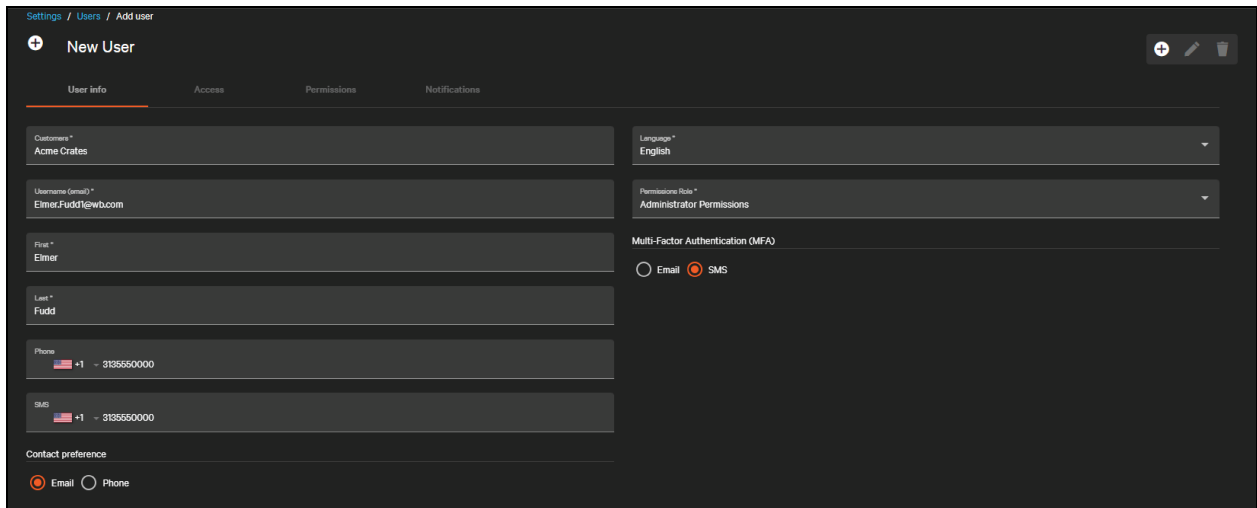 Settings / Users / Add user
New User
User info Access Permissions Notifications
Customers *
Acme Crates
Username (email) *
Elmer.Fudd1@wb.com
First *
Elmer
Last *
Fudd
Phone
+1 3135550000
SMS
+1 3135550000
Contact preference
Email Phone
Language *
English
Permissions Role *
Administrator Permissions
Multi-Factor Authentication (MFA)
Email SMS